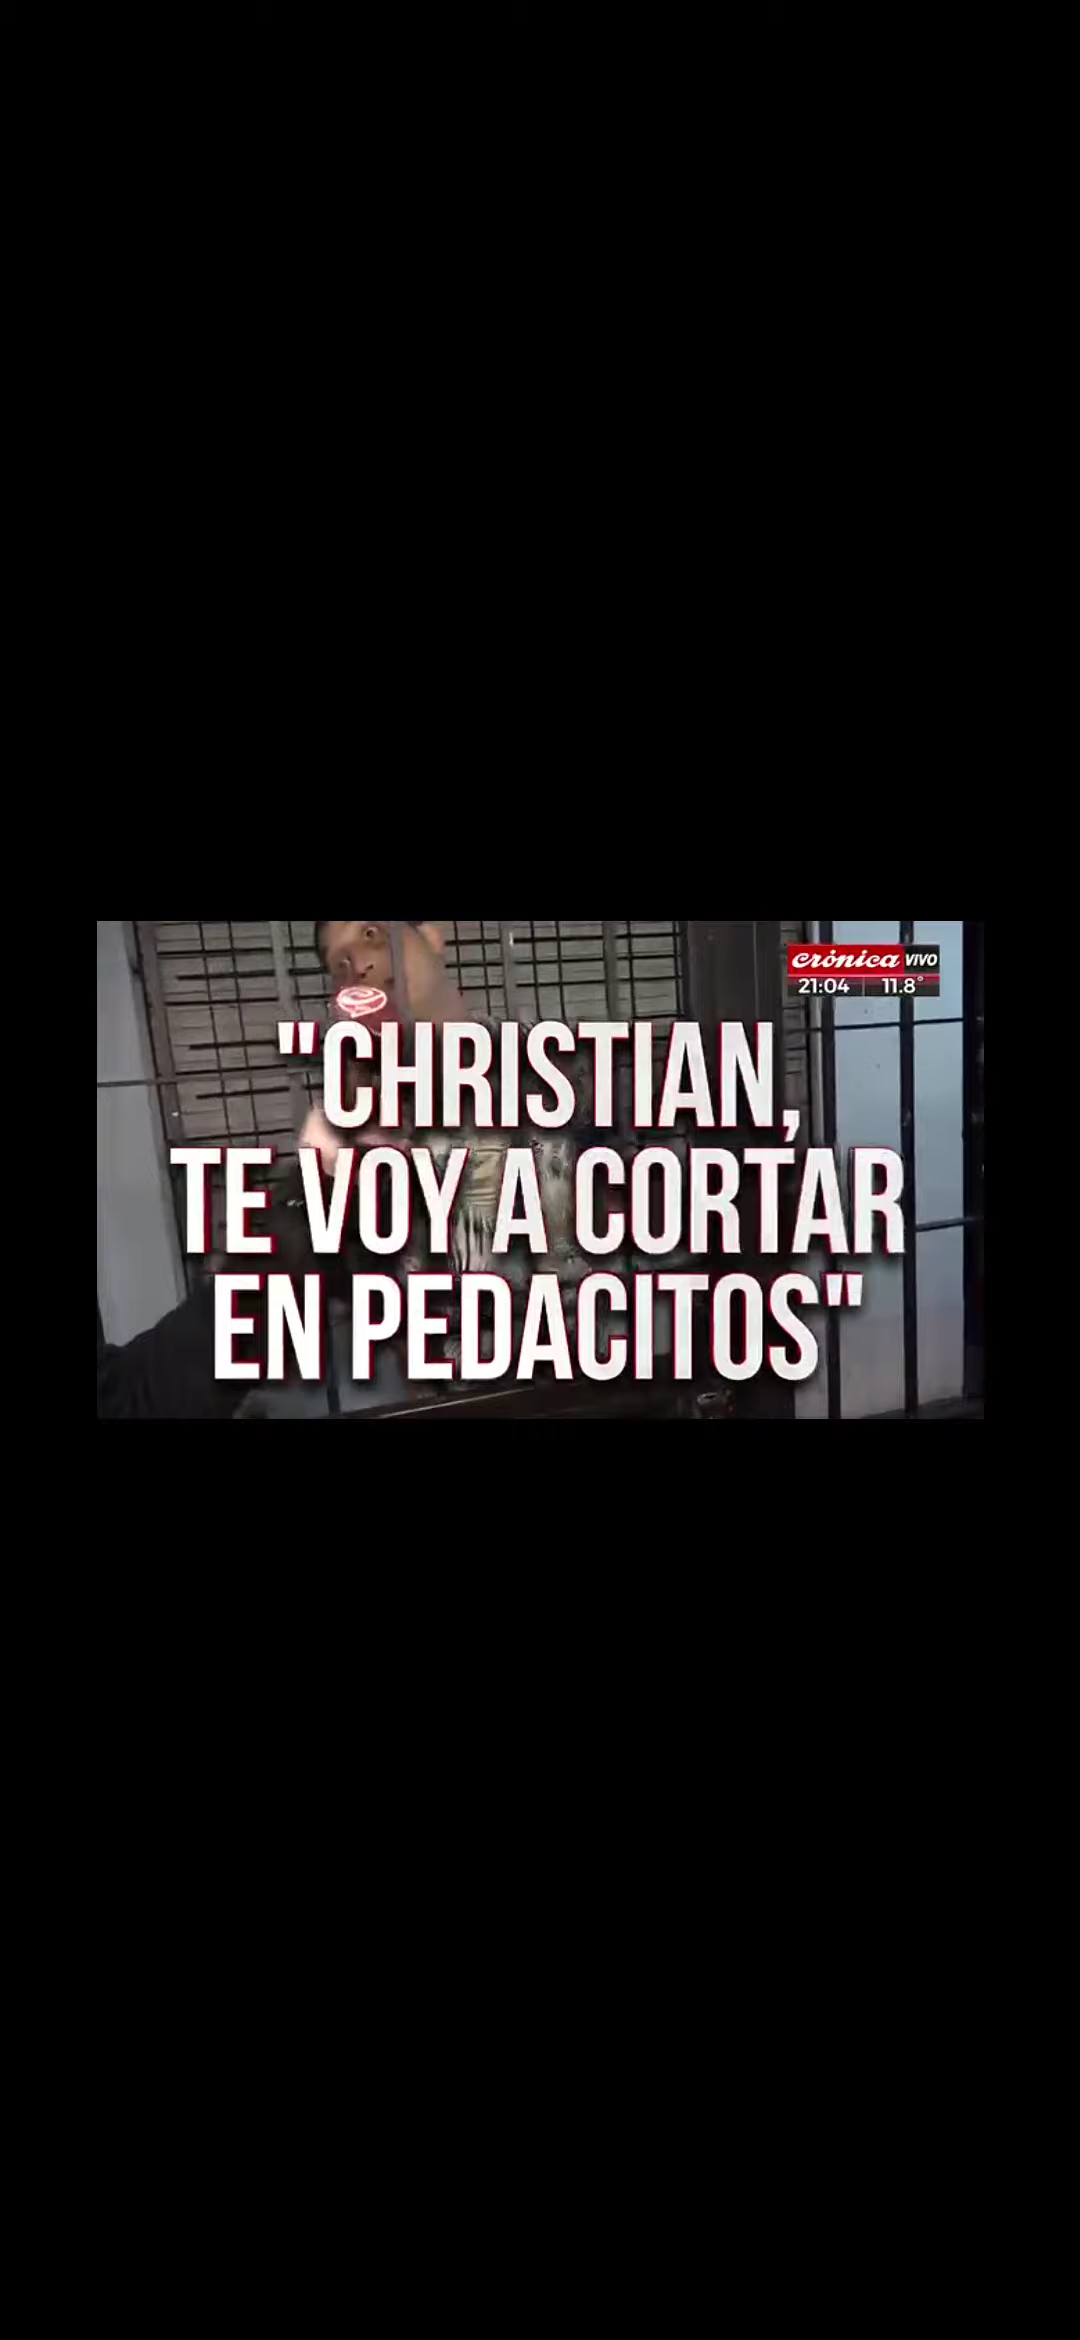 crónica VIVO
21:04 11.8°
"CHRISTIAN,
TE VOY A CORTAR
EN PEDACITOS"